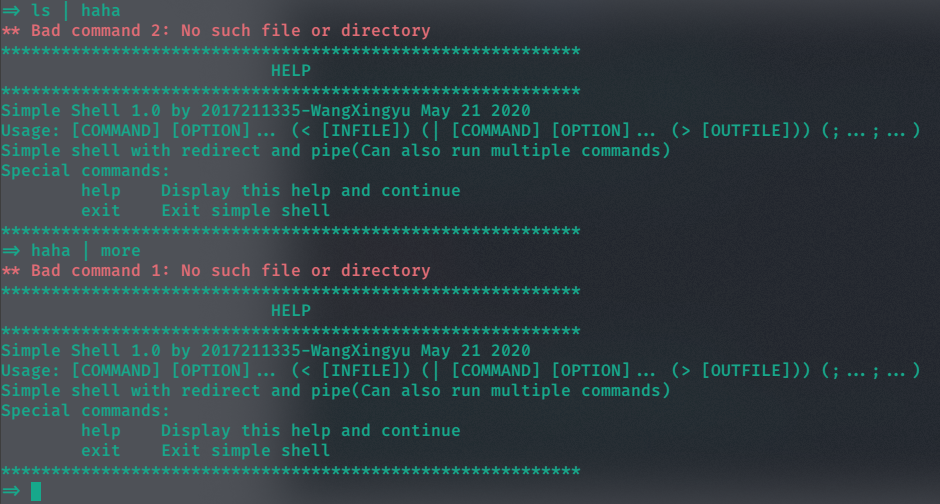 => ls | haha
** Bad command 2: No such file or directory
**********************************************************
HELP
**********************************************************
Simple Shell 1.0 by 2017211335-WangXingyu May 21 2020
Usage: [COMMAND] [OPTION]... (< [INFILE]) (| [COMMAND] [OPTION]... (> [OUTFILE])) (;...;...)
Simple shell with redirect and pipe(Can also run multiple commands)
Special commands:
help    Display this help and continue
exit    Exit simple shell
**********************************************************
=> haha | more
** Bad command 1: No such file or directory
**********************************************************
HELP
**********************************************************
Simple Shell 1.0 by 2017211335-WangXingyu May 21 2020
Usage: [COMMAND] [OPTION]... (< [INFILE]) (| [COMMAND] [OPTION]... (> [OUTFILE])) (;...;...)
Simple shell with redirect and pipe(Can also run multiple commands)
Special commands:
help    Display this help and continue
exit    Exit simple shell
**********************************************************
=>